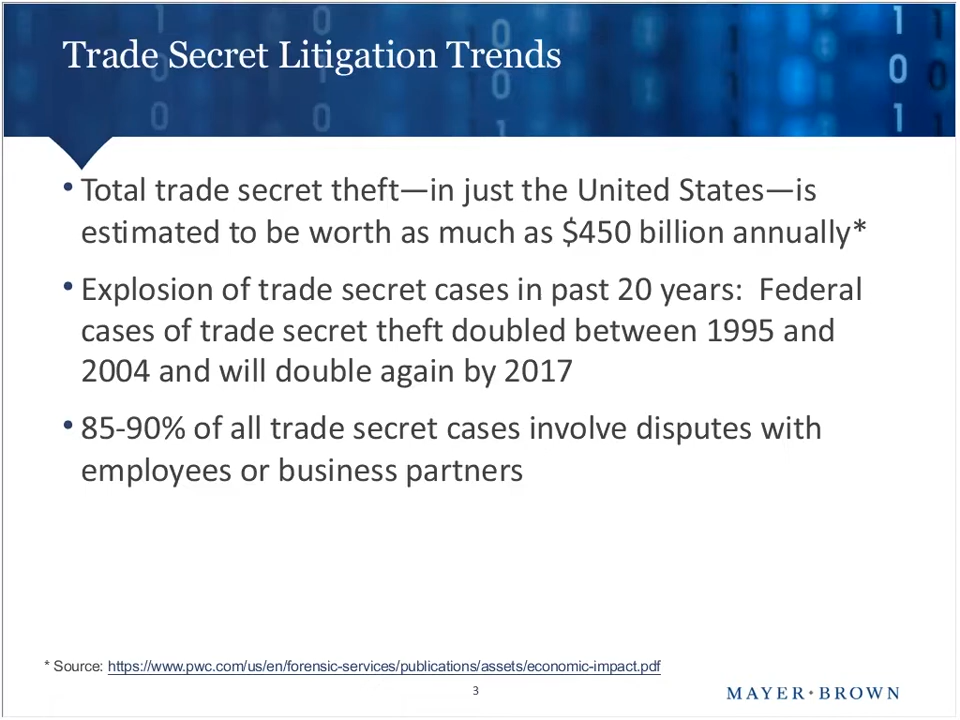 Trade Secret Litigation Trends
• Total trade secret theft—in just the United States—is
estimated to be worth as much as $450 billion annually*
• Explosion of trade secret cases in past 20 years:  Federal
cases of trade secret theft doubled between 1995 and
2004 and will double again by 2017
• 85-90% of all trade secret cases involve disputes with
employees or business partners
* Source: https://www.pwc.com/us/en/forensic-services/publications/assets/economic-impact.pdf
3
MAYER•BROWN